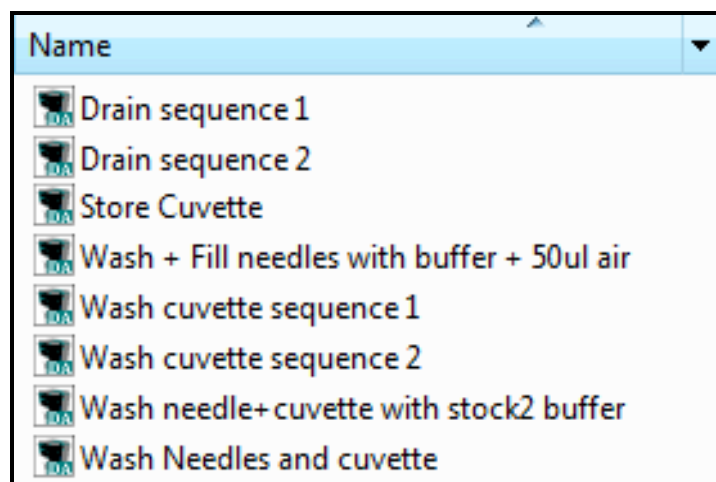 Name
Drain sequence 1
Drain sequence 2
Store Cuvette
Wash + Fill needles with buffer + 50ul air
Wash cuvette sequence 1
Wash cuvette sequence 2
Wash needle+cuvette with stock2 buffer
Wash Needles and cuvette